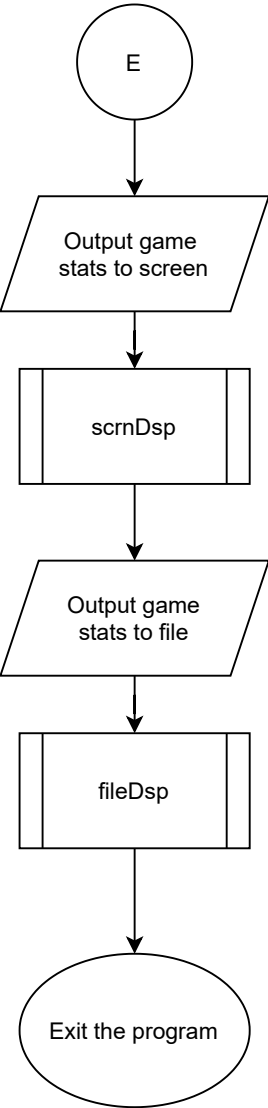 E
Output game
stats to screen
scrnDsp
Output game
stats to file
fileDsp
Exit the program